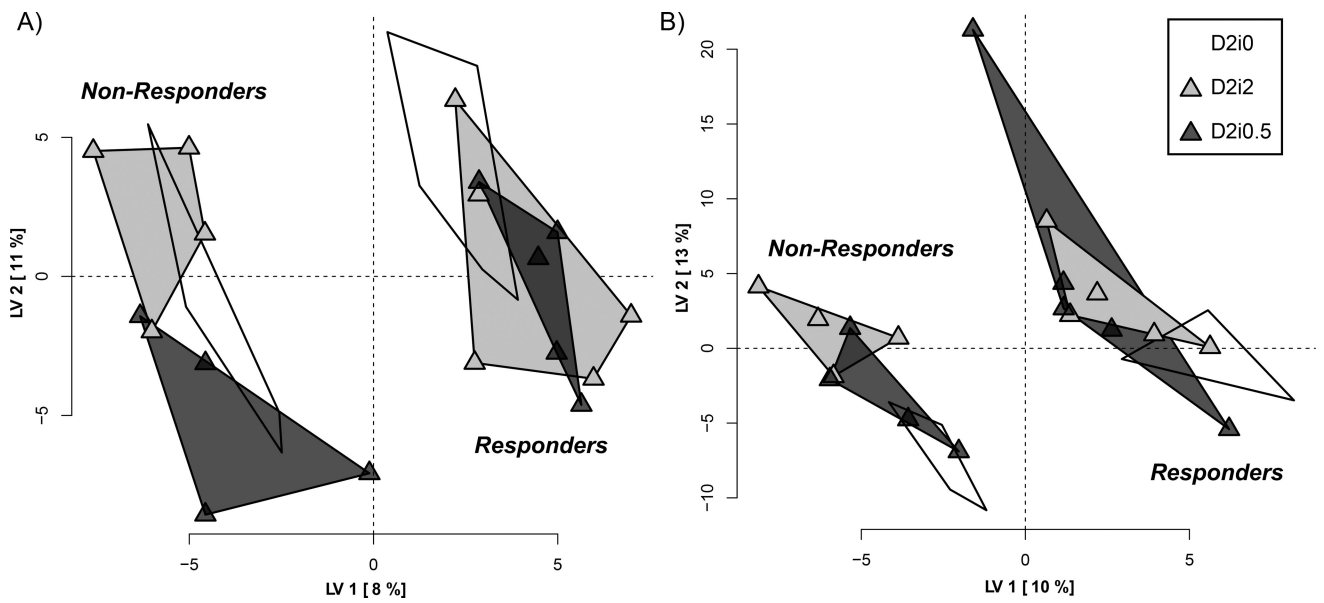 A)
Non-Responders
Responders
5
0
−5
LV 2 [ 11 %]
−5
0
5
LV 1 [ 8 %]
B)
D2i0
D2i2
D2i0.5
Non-Responders
Responders
20
15
10
5
0
−5
−10
LV 2 [ 13 %]
−5
0
5
LV 1 [ 10 %]